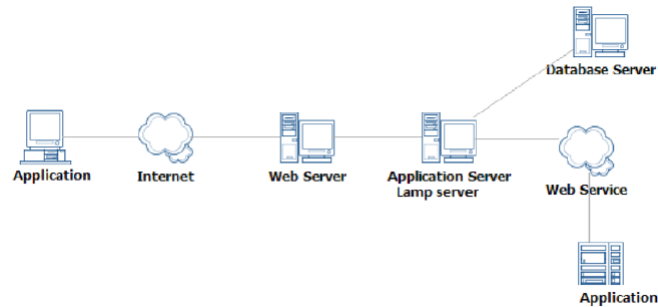 Database Server
Application
Internet
Web Server
Application Server
Lamp server
Web Service
Application